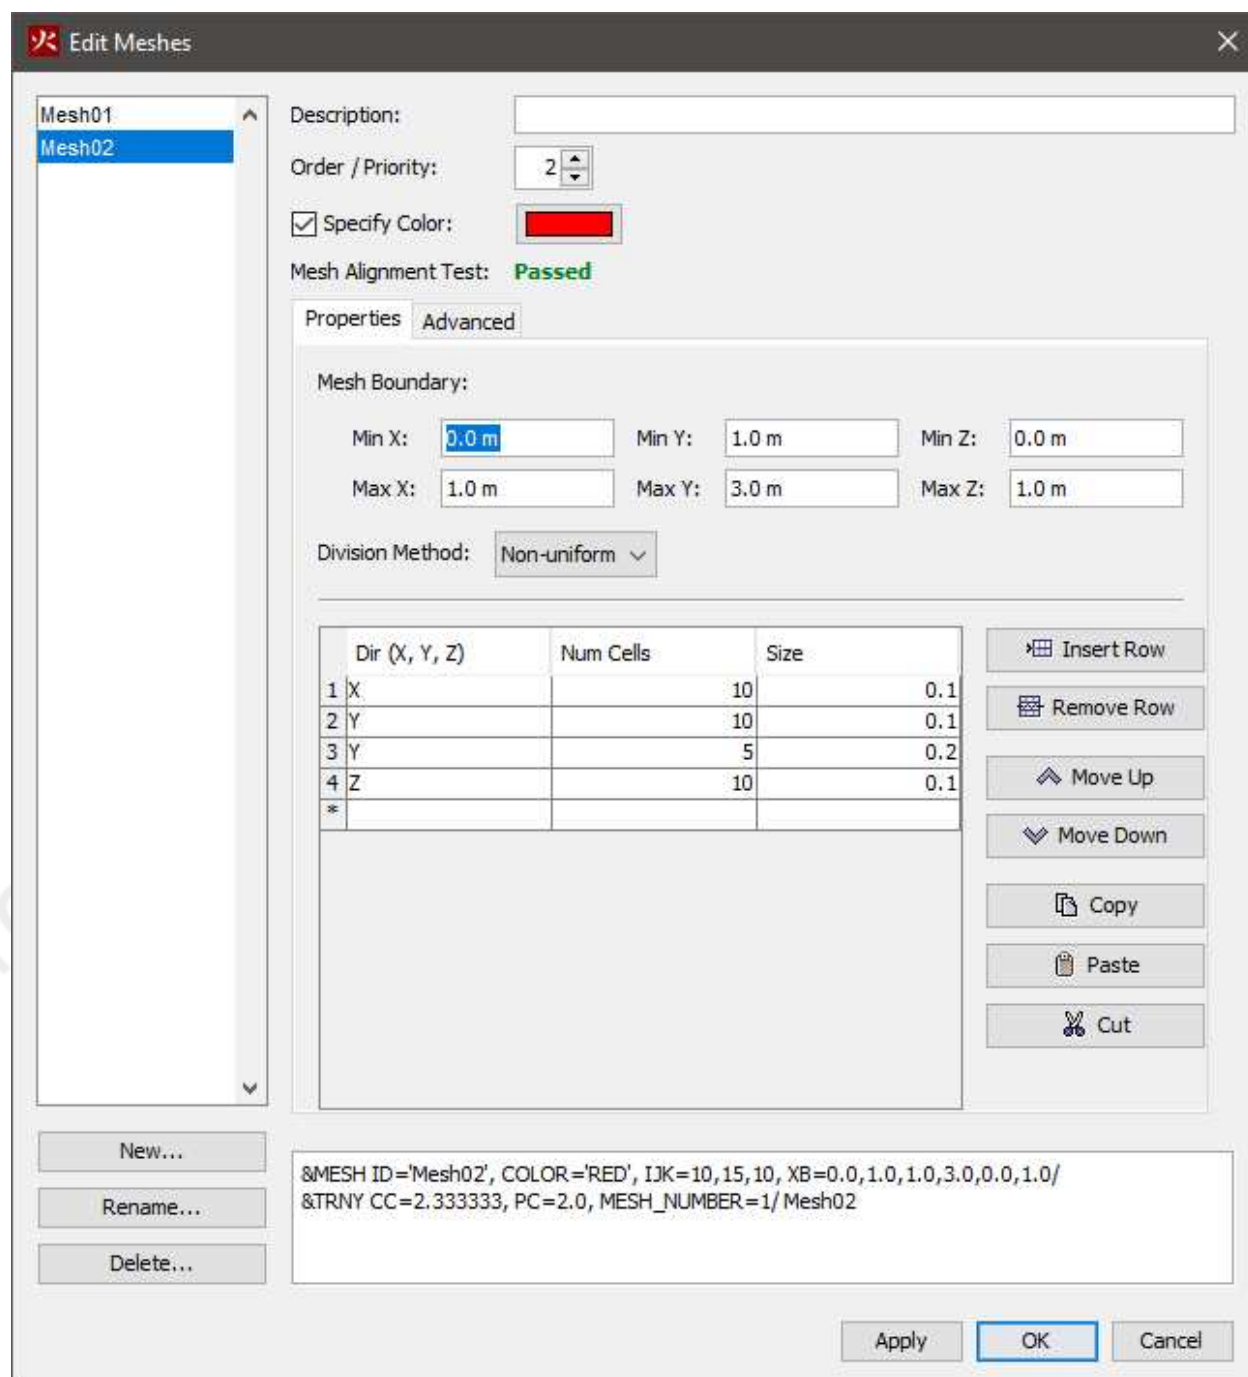 Edit Meshes
Mesh01
Mesh02
Description:
Order / Priority: 2
Specify Color:
Mesh Alignment Test: Passed
Properties Advanced
Mesh Boundary:
Min X: 0.0 m Min Y: 1.0 m Min Z: 0.0 m
Max X: 1.0 m Max Y: 3.0 m Max Z: 1.0 m
Division Method: Non-uniform
Dir (X, Y, Z) Num Cells Size
1 X 10 0.1
2 Y 10 0.1
3 Y 5 0.2
4 Z 10 0.1
*
Insert Row
Remove Row
Move Up
Move Down
Copy
Paste
Cut
New...
Rename...
Delete...
&MESH ID='Mesh02', COLOR='RED', IJK=10,15,10, XB=0.0,1.0,1.0,3.0,0.0,1.0/
&TRNY CC=2.333333, PC=2.0, MESH_NUMBER=1/ Mesh02
Apply OK Cancel